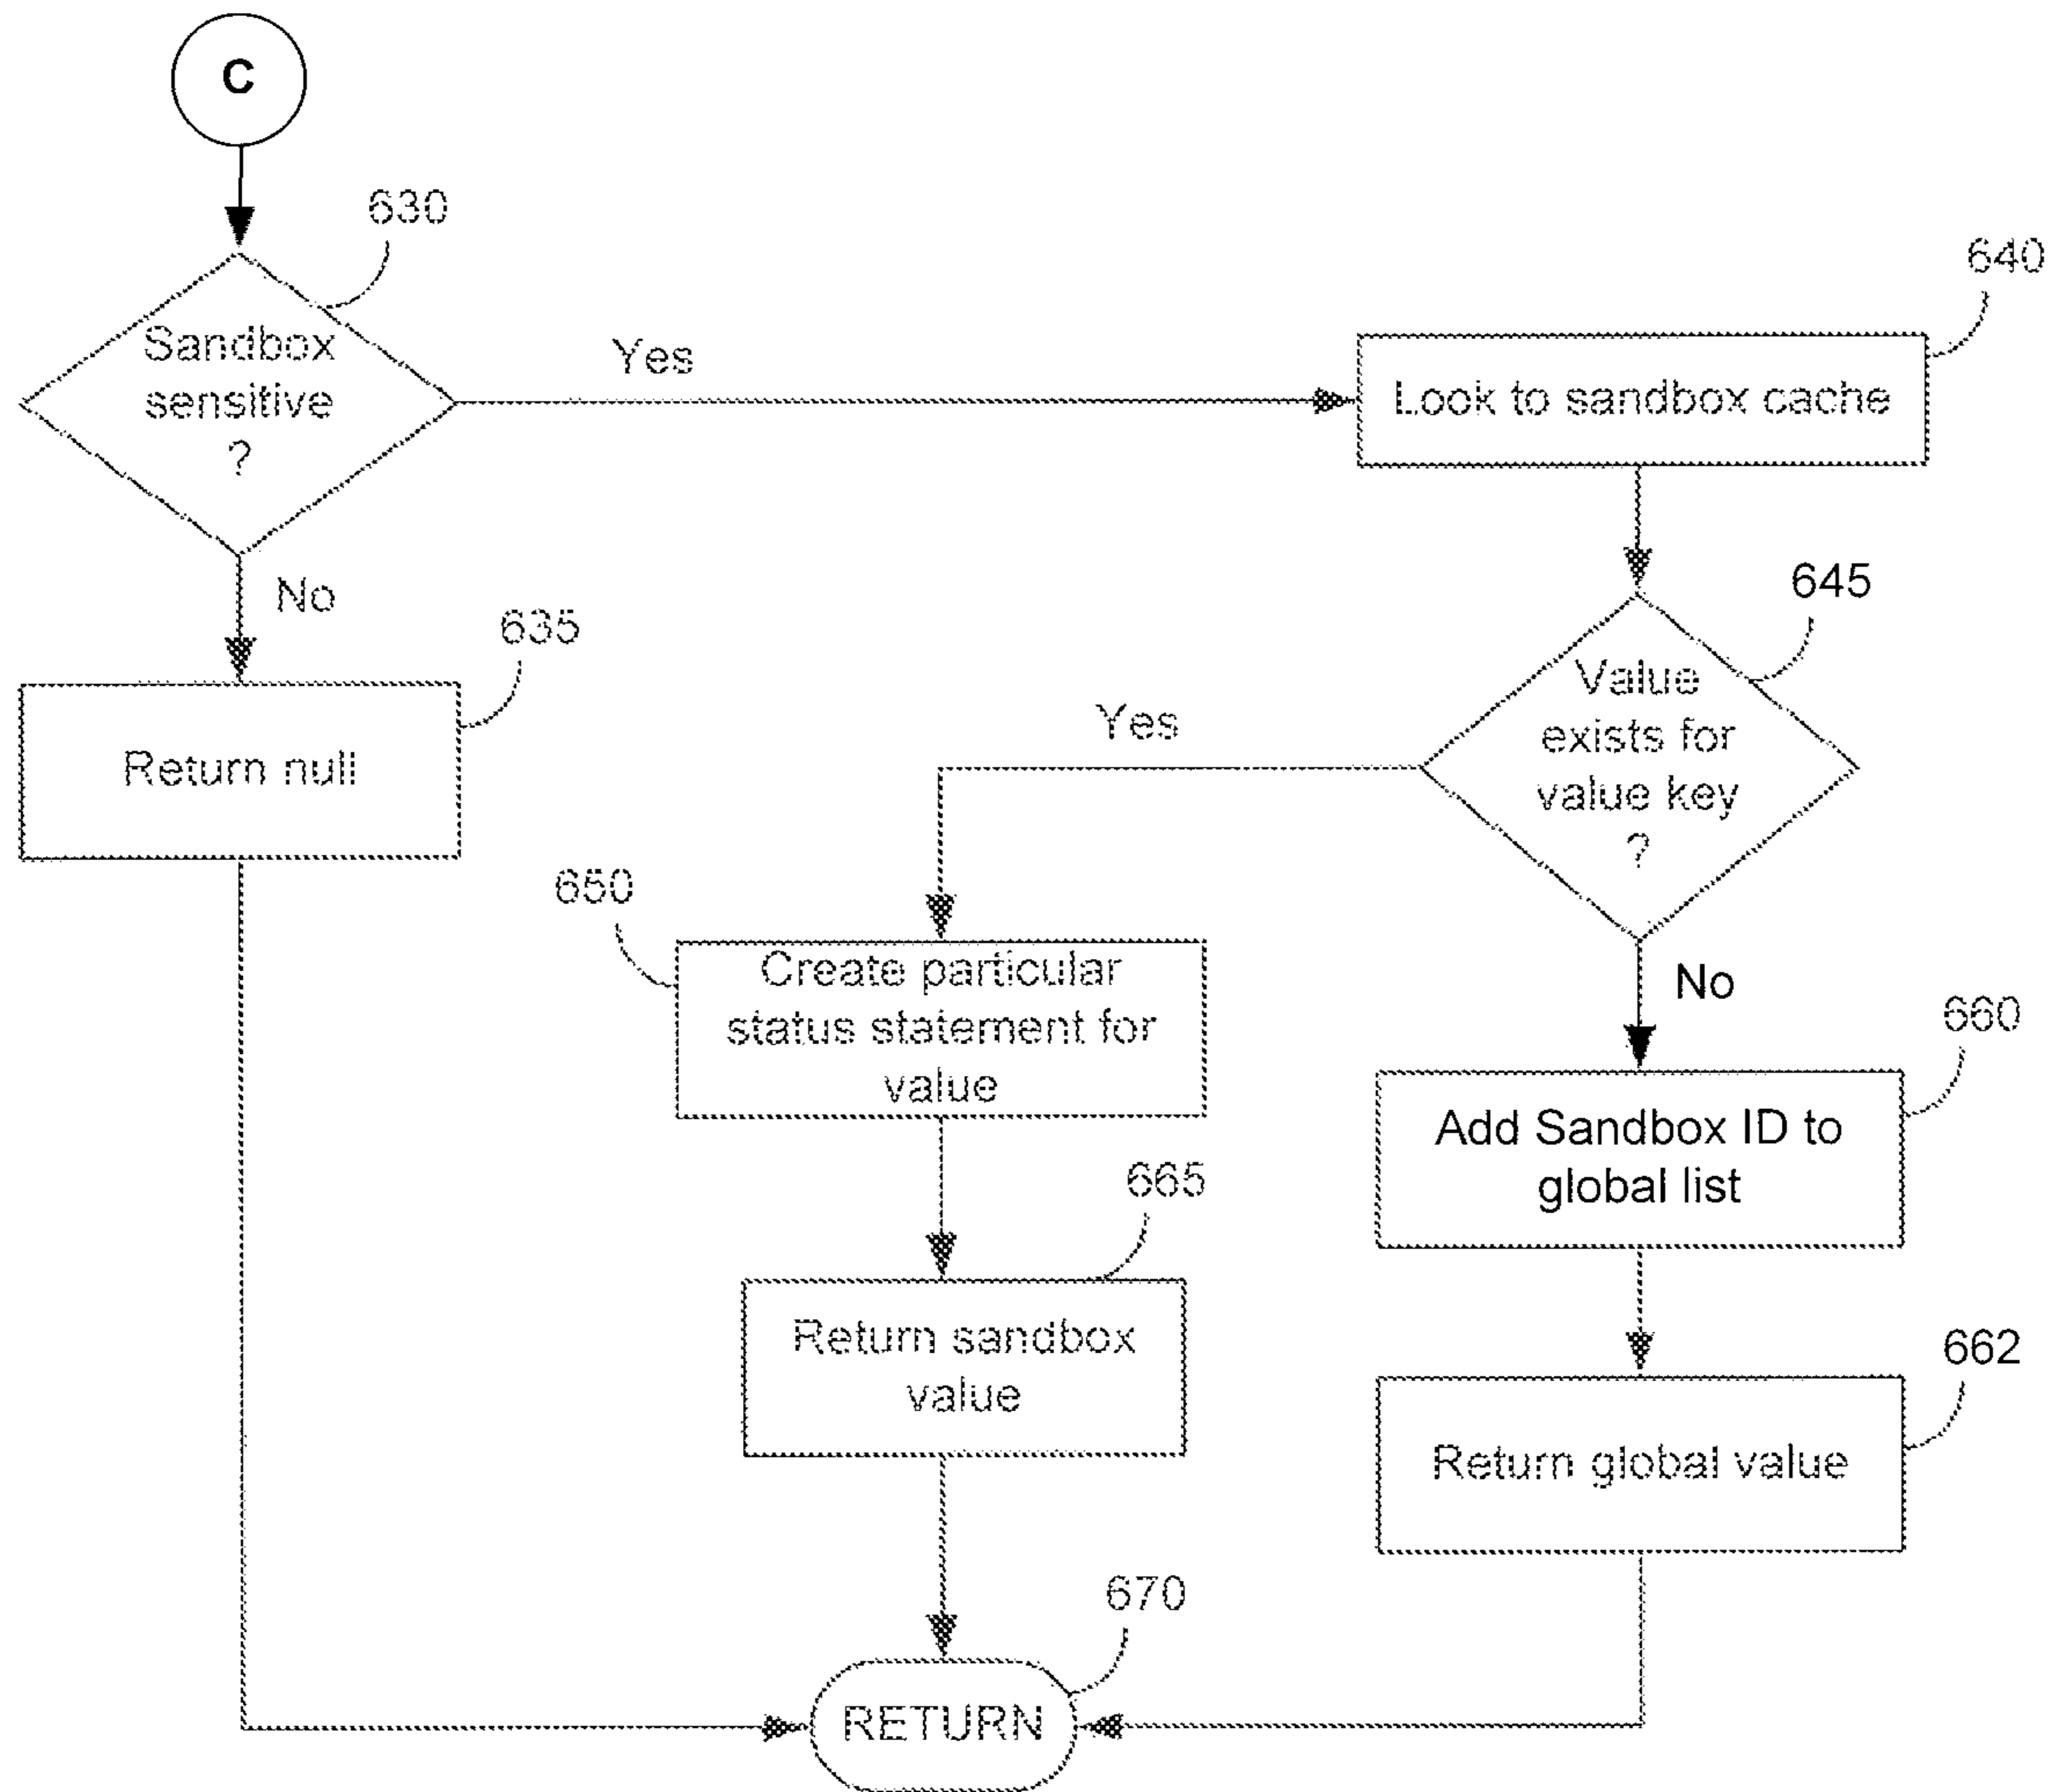 C
630
Sandbox
sensitive
?
Yes
640
Look to sandbox cache
No
635
Return null
645
Value
exists for
value key
?
Yes
650
Create particular
status statement for
value
No
660
Add Sandbox ID to
global list
665
Return sandbox
value
662
Return global value
670
RETURN